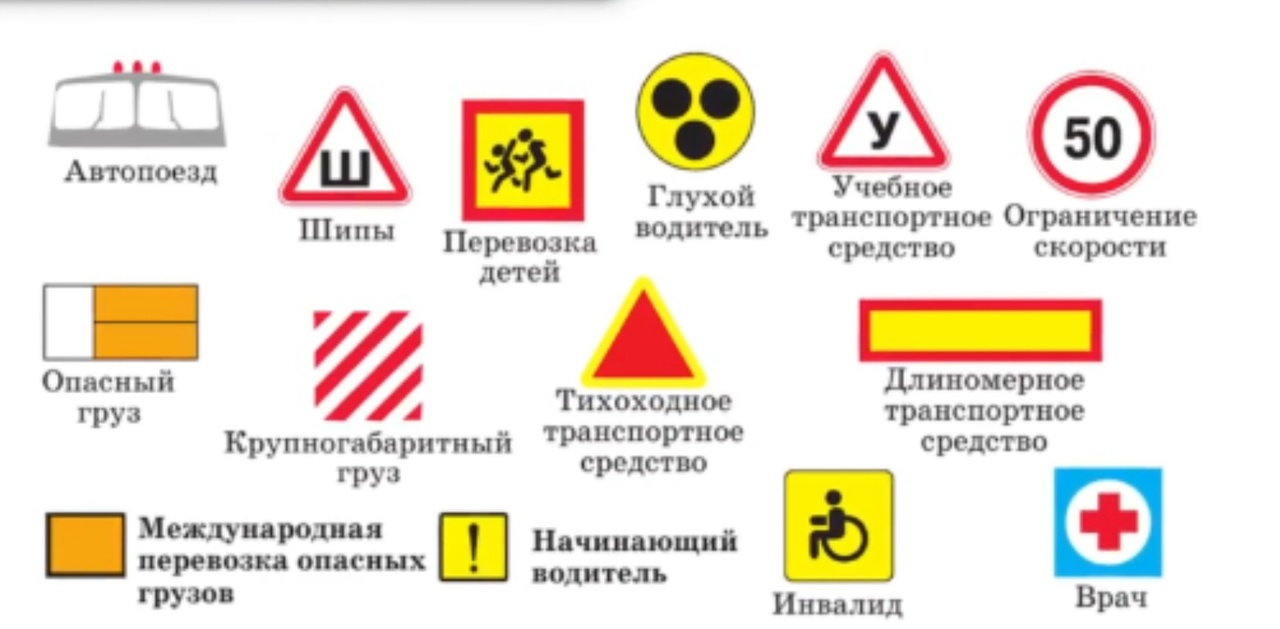 Автопоезд
Ш
Шипы
Перевозка
детей
Глухой
водитель
У
Учебное
транспортное
средство
50
Ограничение
скорости
Опасный
груз
Крупногабаритный
груз
Тихоходное
транспортное
средство
Длиномерное
транспортное
средство
Международная
перевозка опасных
грузов
!
Начинающий
водитель
Инвалид
Врач